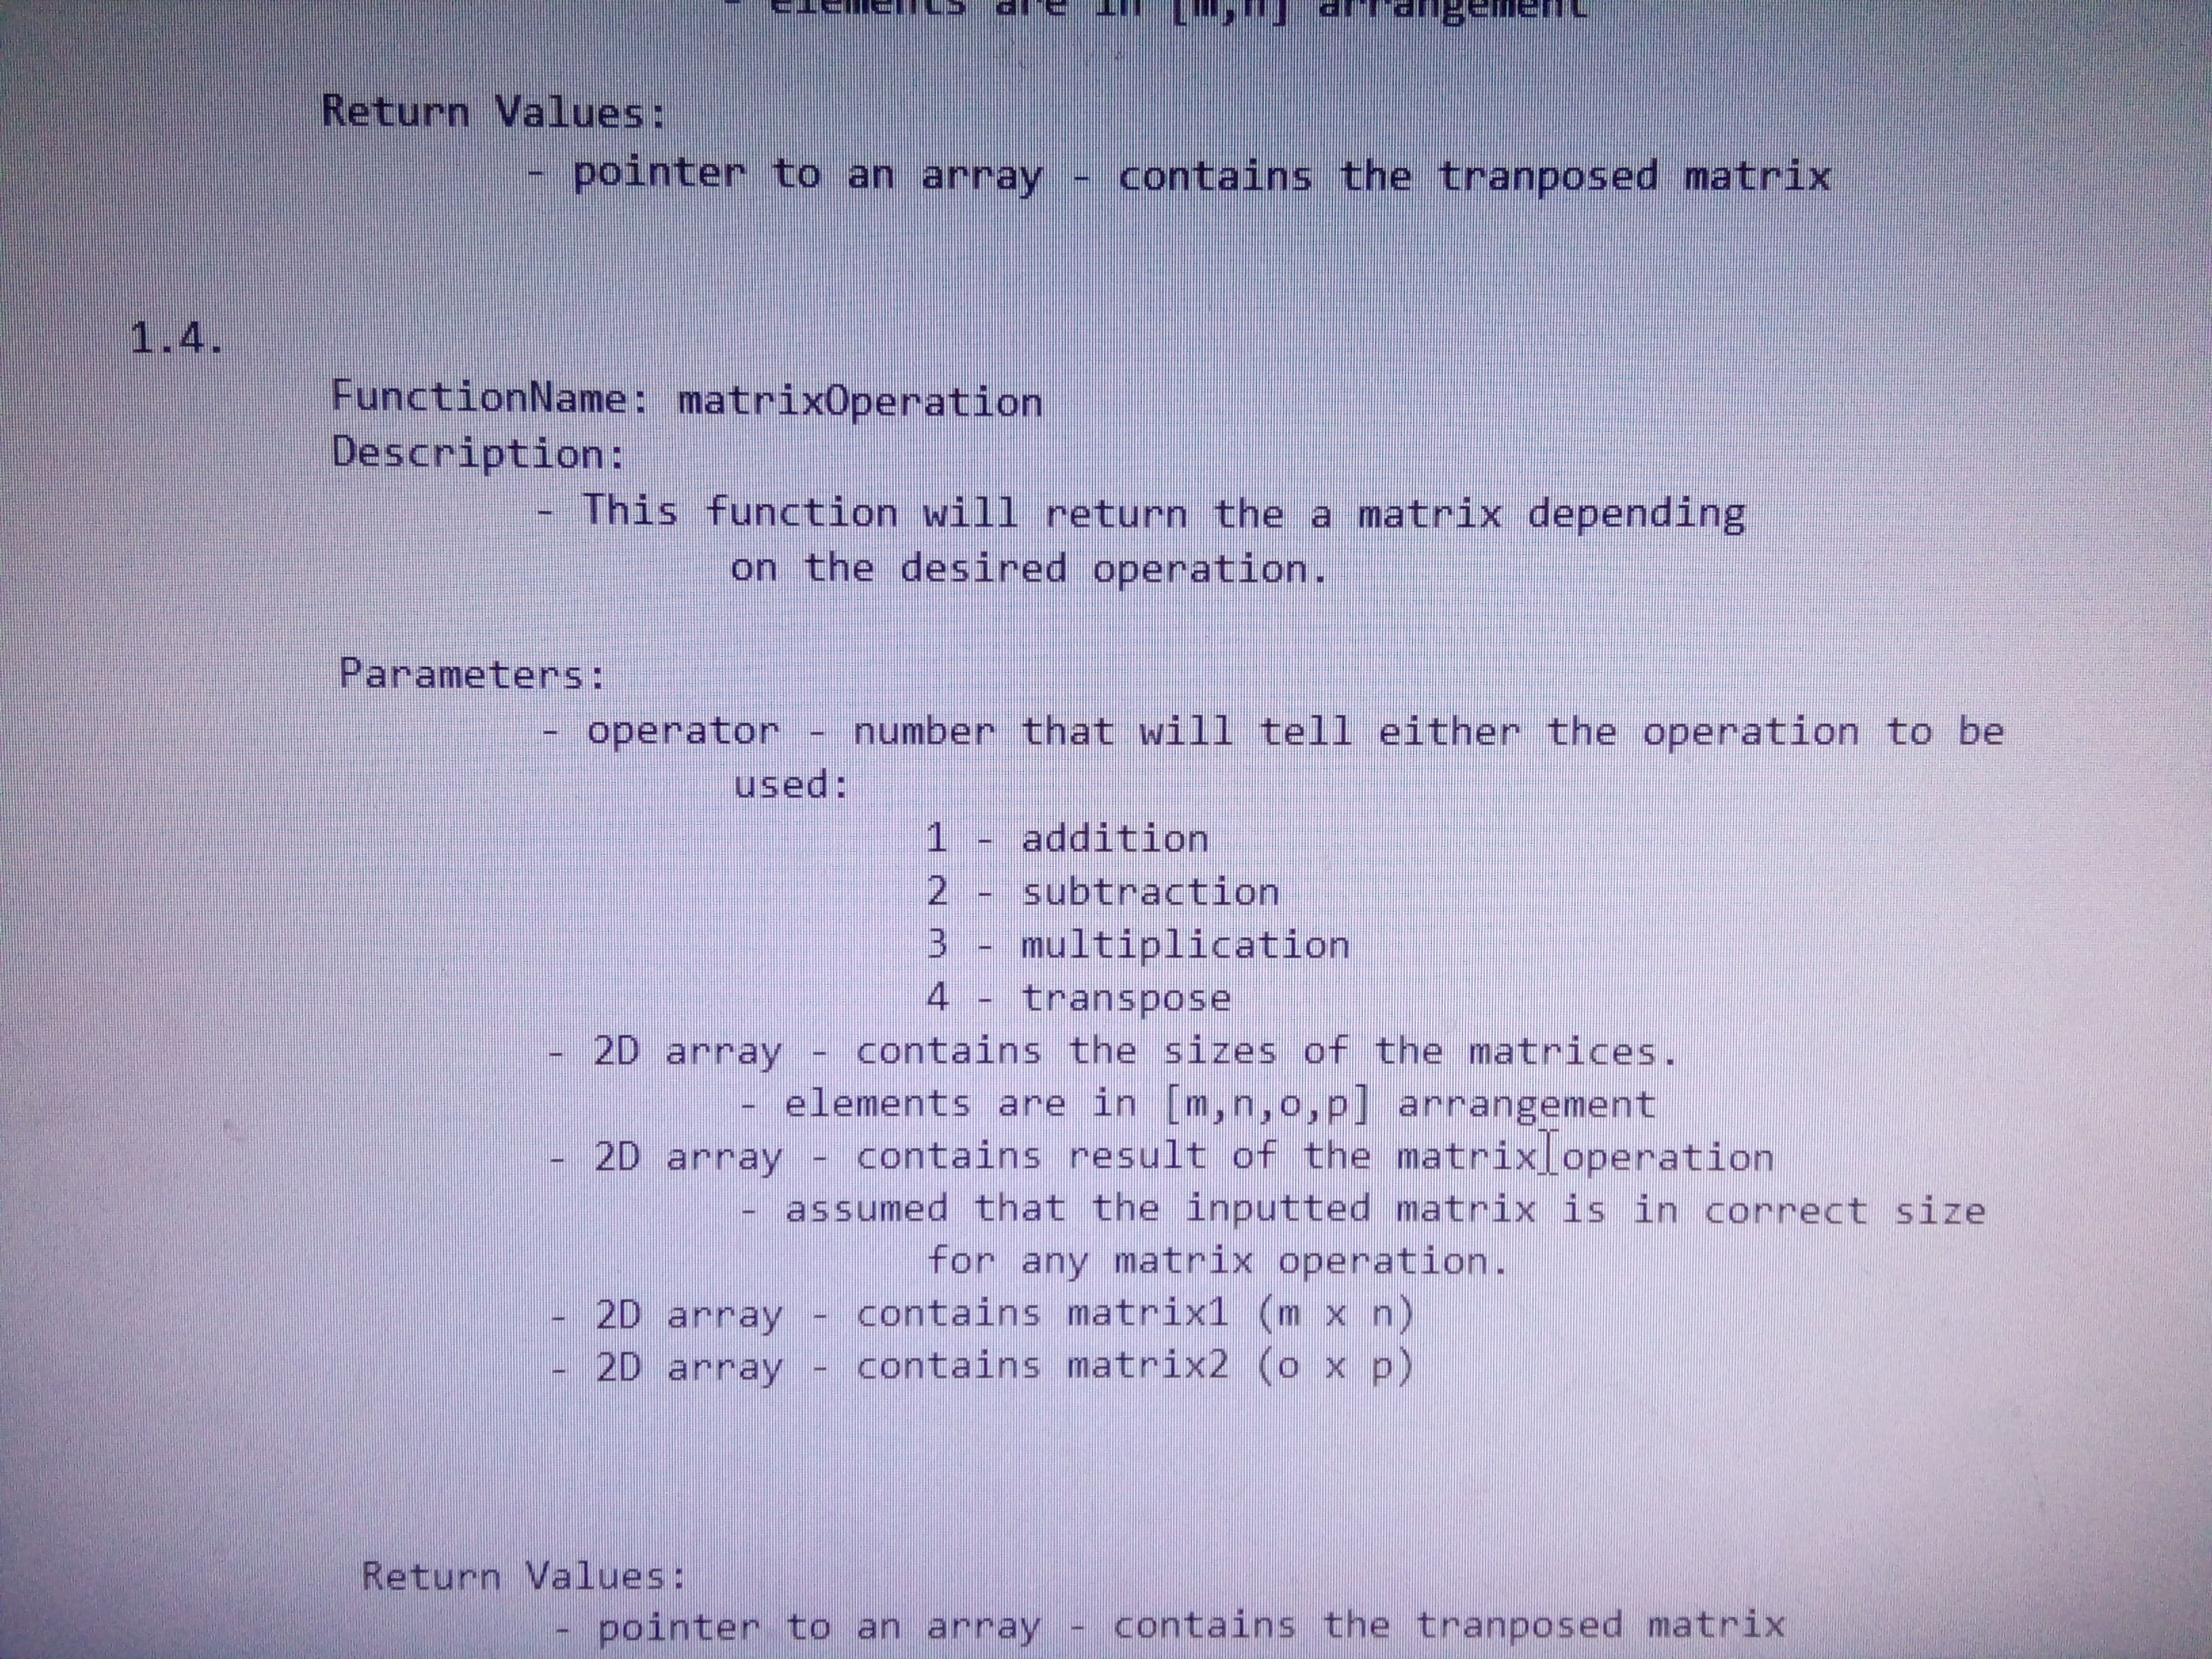 - elements are in [m,n] arrangement
Return Values:
- pointer to an array - contains the tranposed matrix
1.4.
FunctionName: matrixOperation
Description:
- This function will return the a matrix depending
on the desired operation.
Parameters:
- operator - number that will tell either the operation to be
used:
1 - addition
2 - subtraction
3 - multiplication
4 - transpose
- 2D array - contains the sizes of the matrices.
- elements are in [m,n,o,p] arrangement
- 2D array - contains result of the matrix operation
- assumed that the inputted matrix is in correct size
for any matrix operation.
- 2D array - contains matrix1 (m x n)
- 2D array - contains matrix2 (o x p)
Return Values:
- pointer to an array - contains the tranposed matrix